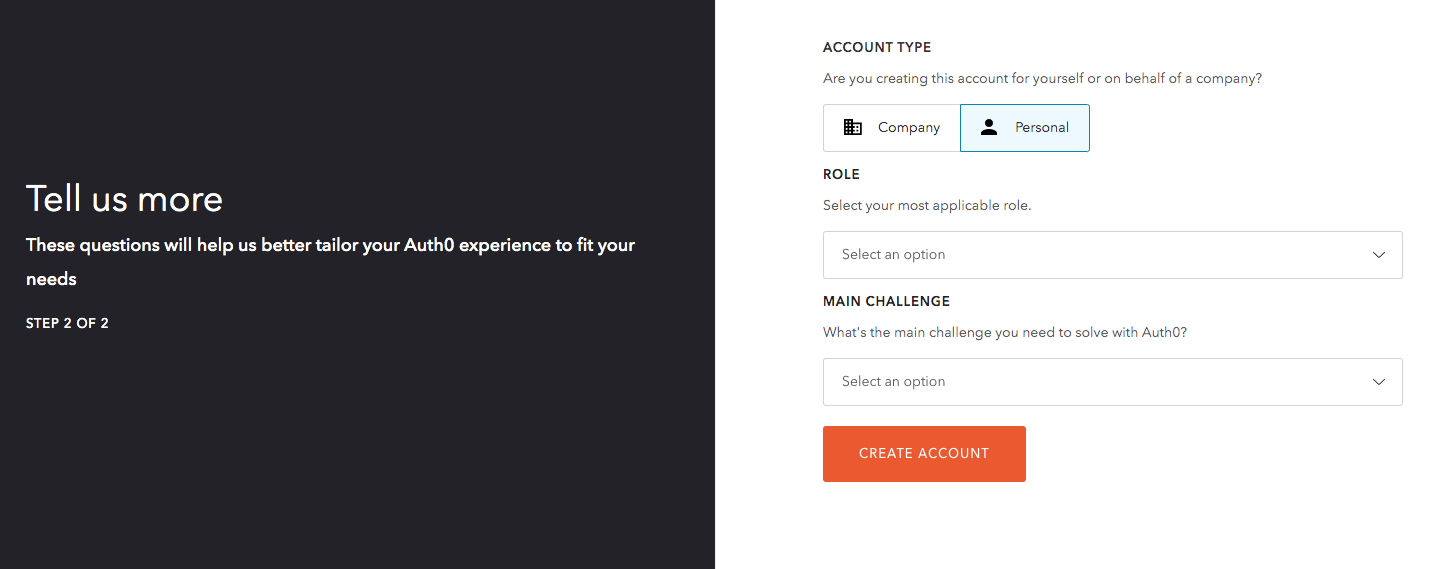 Tell us more
These questions will help us better tailor your Auth0 experience to fit your
needs
STEP 2 OF 2
ACCOUNT TYPE
Are you creating this account for yourself or on behalf of a company?
Company
Personal
ROLE
Select your most applicable role.
Select an option
MAIN CHALLENGE
What's the main challenge you need to solve with Auth0?
Select an option
CREATE ACCOUNT